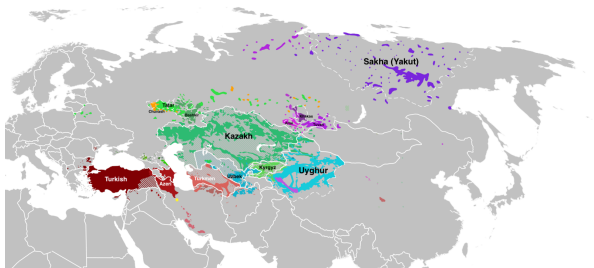 Sakha (Yakut)
Tatar
Chuvash
Bashkir
Kazakh
Kyrgyz
Uyghur
Uzbek
Turkmen
Turkish
Azeri